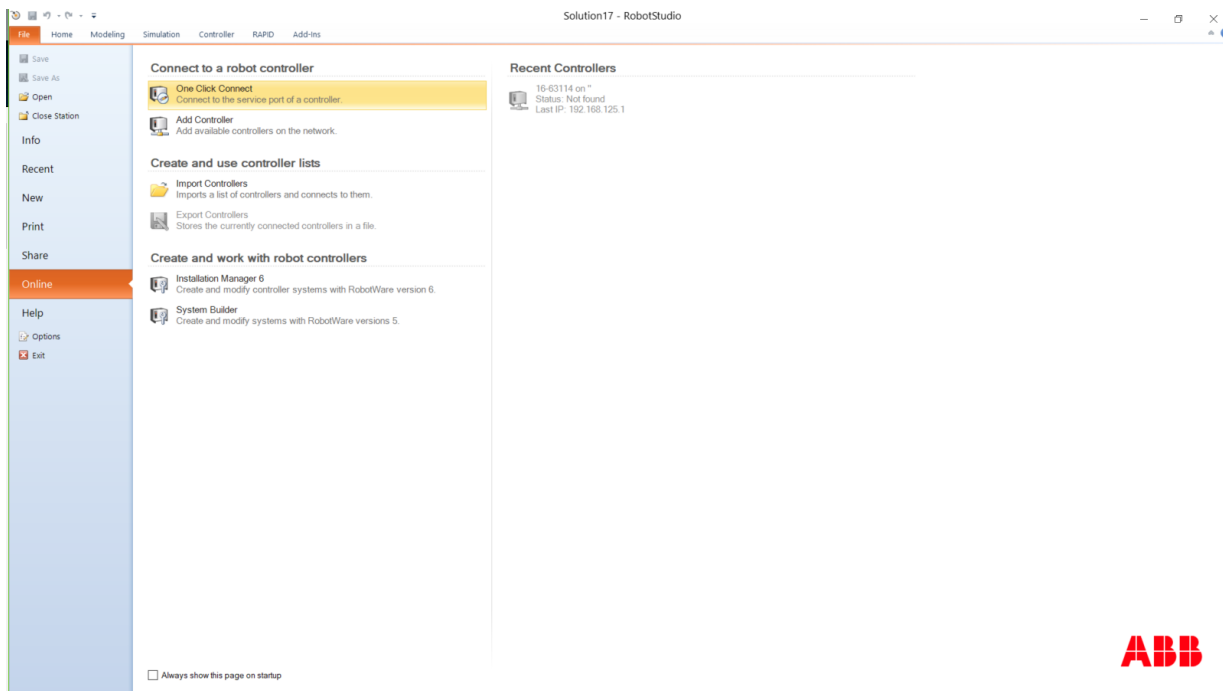 Solution17 - RobotStudio
File Home Modeling Simulation Controller RAPID Add-Ins
Save
Save As
Open
Close Station
Info
Recent
New
Print
Share
Online
Help
Options
Exit
Connect to a robot controller
One Click Connect
Connect to the service port of a controller.
Add Controller
Add available controllers on the network.
Create and use controller lists
Import Controllers
Imports a list of controllers and connects to them.
Export Controllers
Stores the currently connected controllers in a file.
Create and work with robot controllers
Installation Manager 6
Create and modify controller systems with RobotWare version 6.
System Builder
Create and modify systems with RobotWare versions 5.
Always show this page on startup
Recent Controllers
16-63114 on ''
Status: Not found
Last IP: 192.168.125.1
ABB